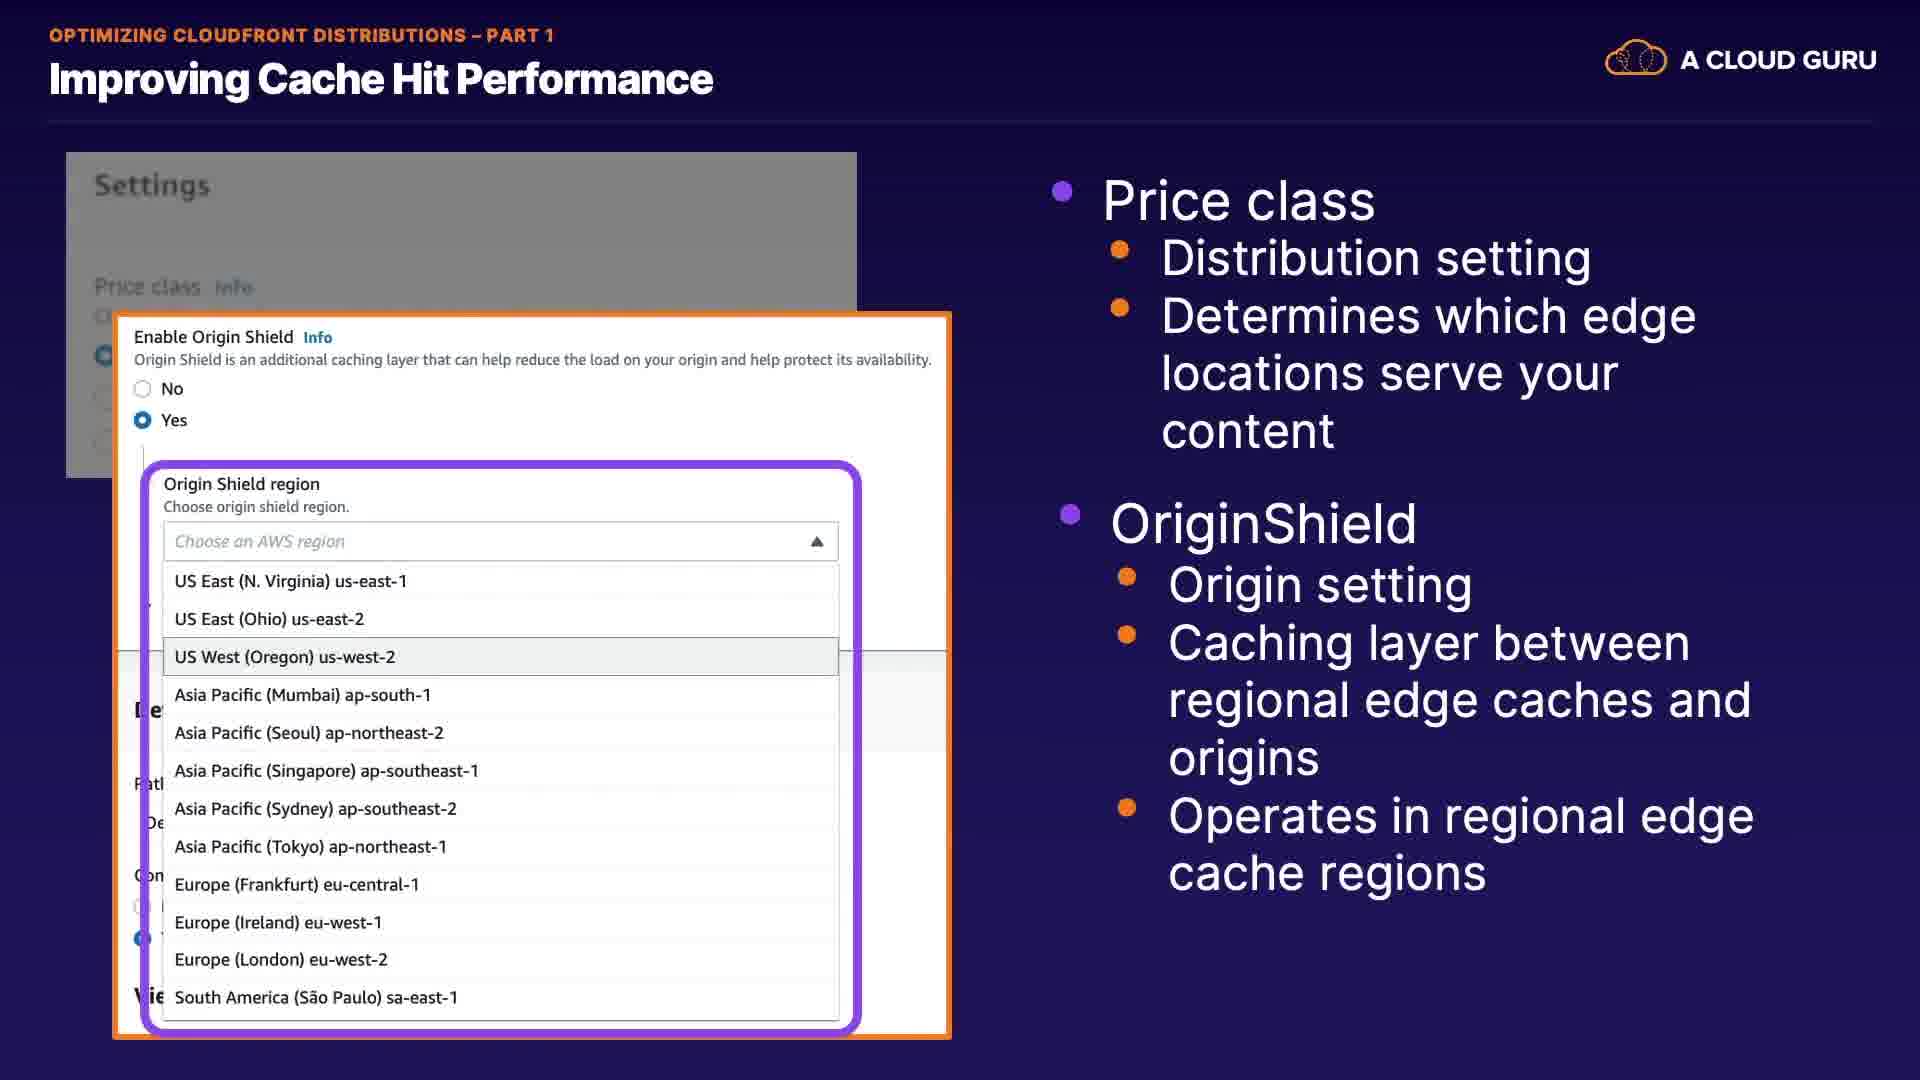 OPTIMIZING CLOUDFRONT DISTRIBUTIONS – PART 1
Improving Cache Hit Performance
A CLOUD GURU
Settings
Price class Info
Enable Origin Shield Info
Origin Shield is an additional caching layer that can help reduce the load on your origin and help protect its availability.
No
Yes
Origin Shield region
Choose origin shield region.
Choose an AWS region
US East (N. Virginia) us-east-1
US East (Ohio) us-east-2
US West (Oregon) us-west-2
Asia Pacific (Mumbai) ap-south-1
Asia Pacific (Seoul) ap-northeast-2
Asia Pacific (Singapore) ap-southeast-1
Asia Pacific (Sydney) ap-southeast-2
Asia Pacific (Tokyo) ap-northeast-1
Europe (Frankfurt) eu-central-1
Europe (Ireland) eu-west-1
Europe (London) eu-west-2
South America (São Paulo) sa-east-1
Price class
Distribution setting
Determines which edge
locations serve your
content
OriginShield
Origin setting
Caching layer between
regional edge caches and
origins
Operates in regional edge
cache regions